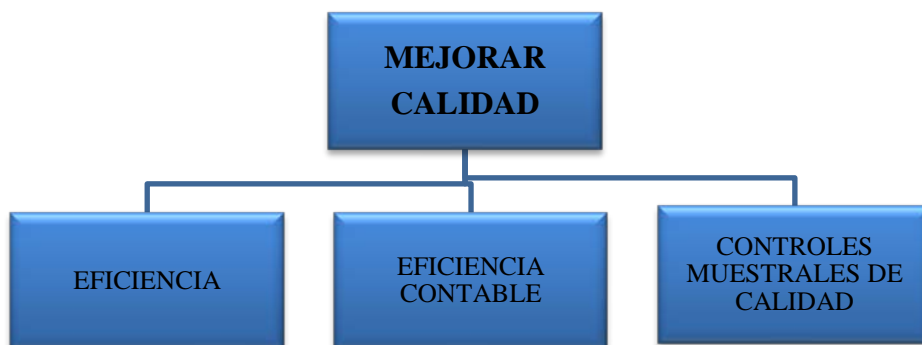 MEJORAR
CALIDAD
EFICIENCIA
EFICIENCIA
CONTABLE
CONTROLES
MUESTRALES DE
CALIDAD